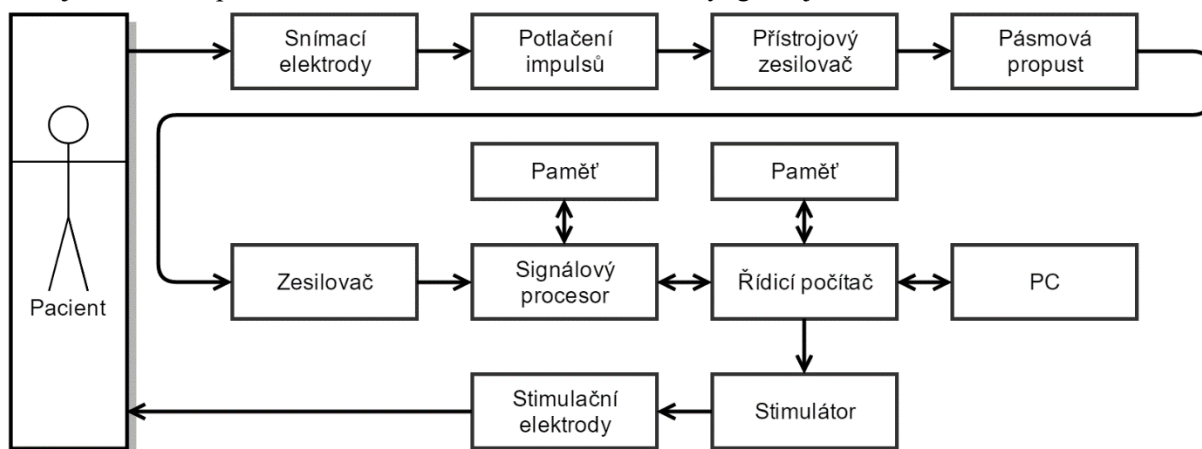 Snímací
elektrody
Potlačení
impulsů
Přístrojový
zesilovač
Pásmová
propust
Paměť
Paměť
Zesilovač
Signálový
procesor
Řídicí počítač
PC
Pacient
Stimulační
elektrody
Stimulátor